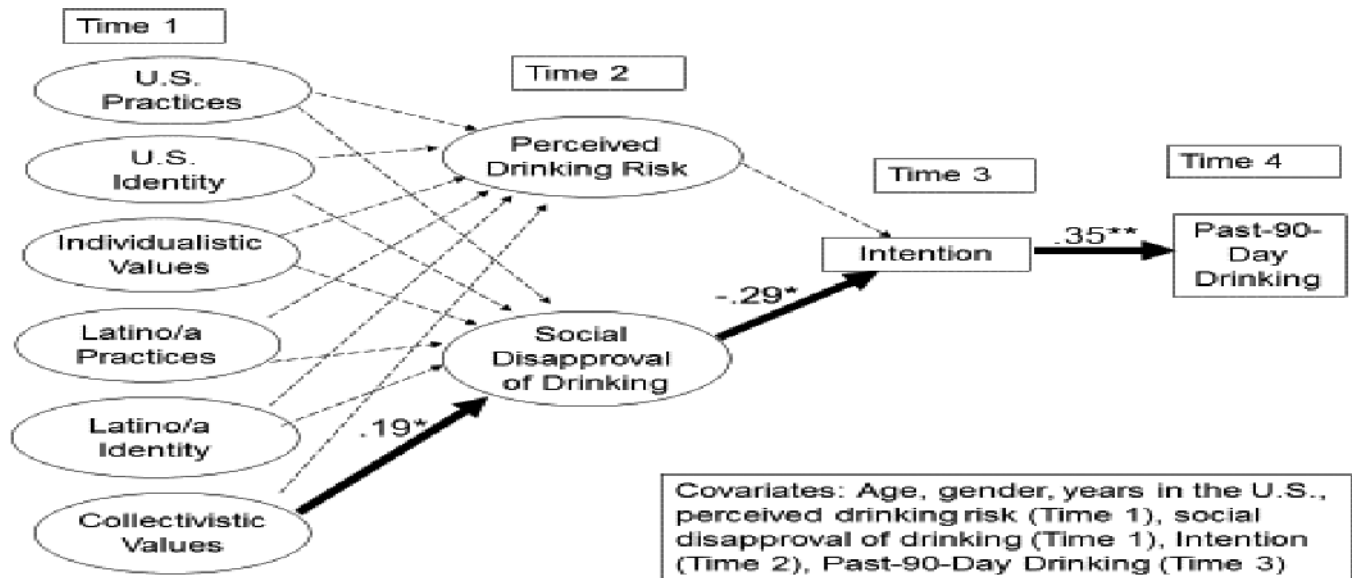 Time 1
U.S.
Practices
U.S.
Identity
Individualistic
Values
Latino/a
Practices
Latino/a
Identity
Collectivistic
Values
Time 2
Perceived
Drinking Risk
Social
Disapproval
of Drinking
.19*
-.29*
Time 3
Intention
.35**
Time 4
Past-90-
Day
Drinking
Covariates: Age, gender, years in the U.S.,
perceived drinking risk (Time 1), social
disapproval of drinking (Time 1), Intention
(Time 2), Past-90-Day Drinking (Time 3)